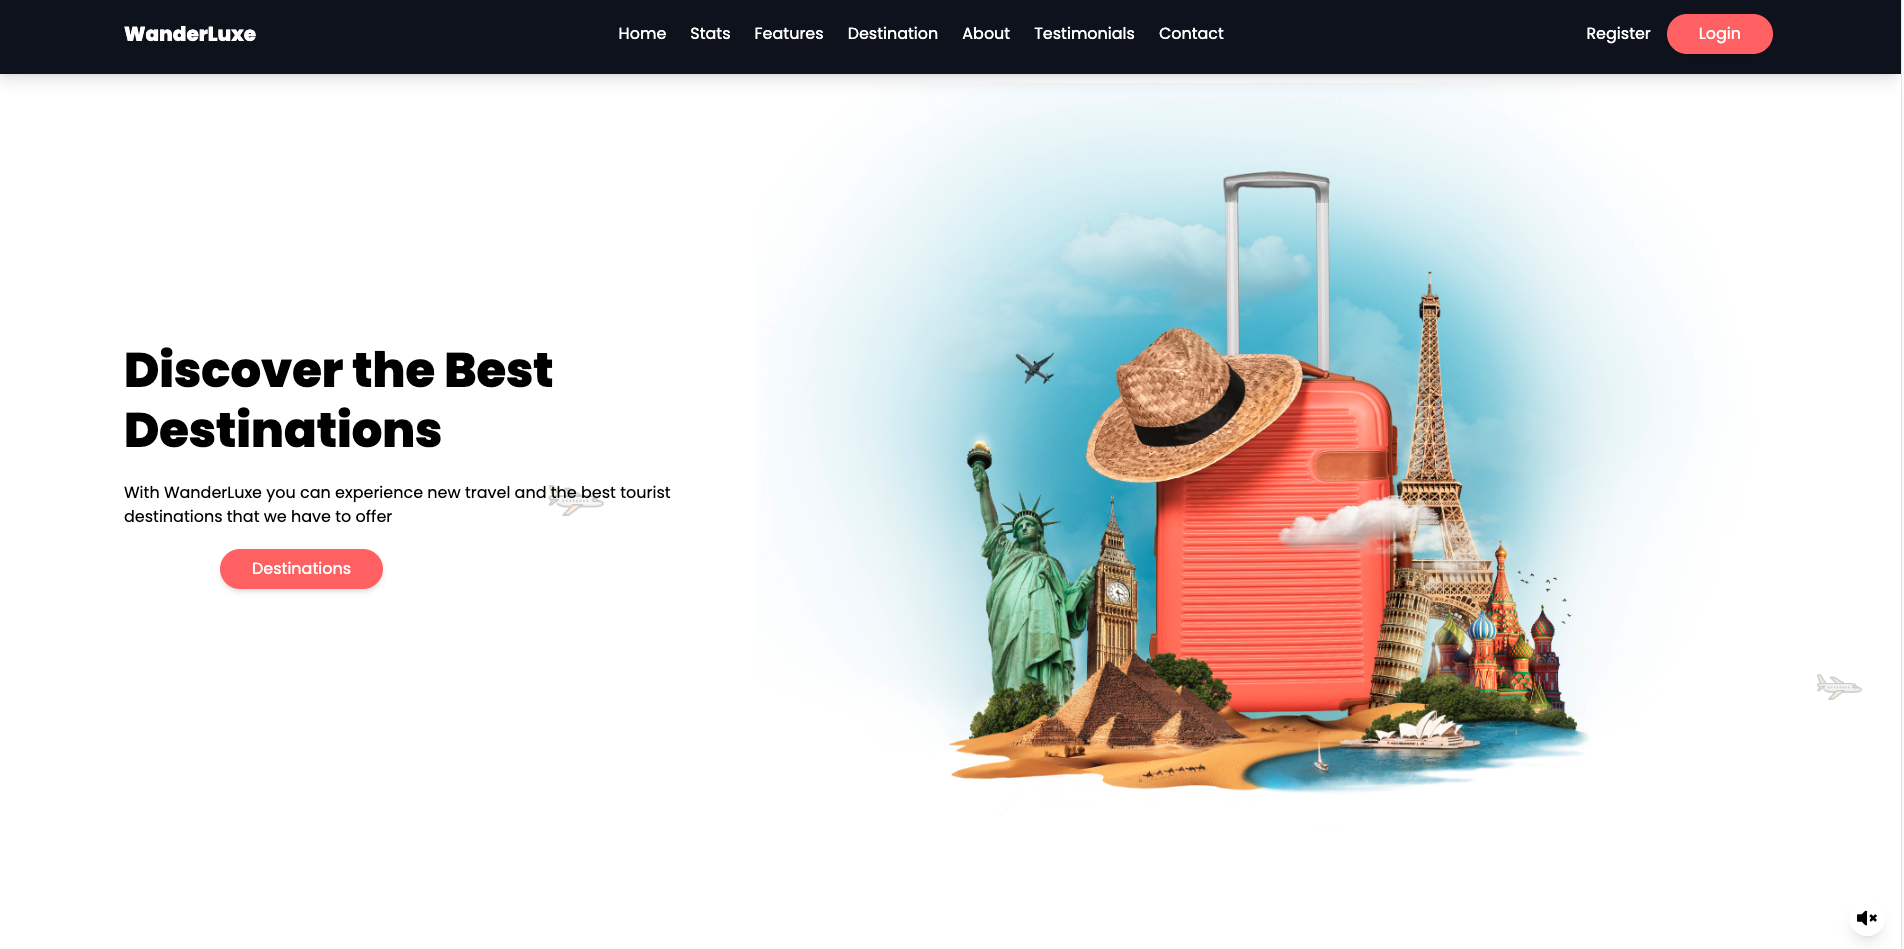 WanderLuxe
Home Stats Features Destination About Testimonials Contact
Register Login
Discover the Best
Destinations
With WanderLuxe you can experience new travel and the best tourist
destinations that we have to offer
Destinations